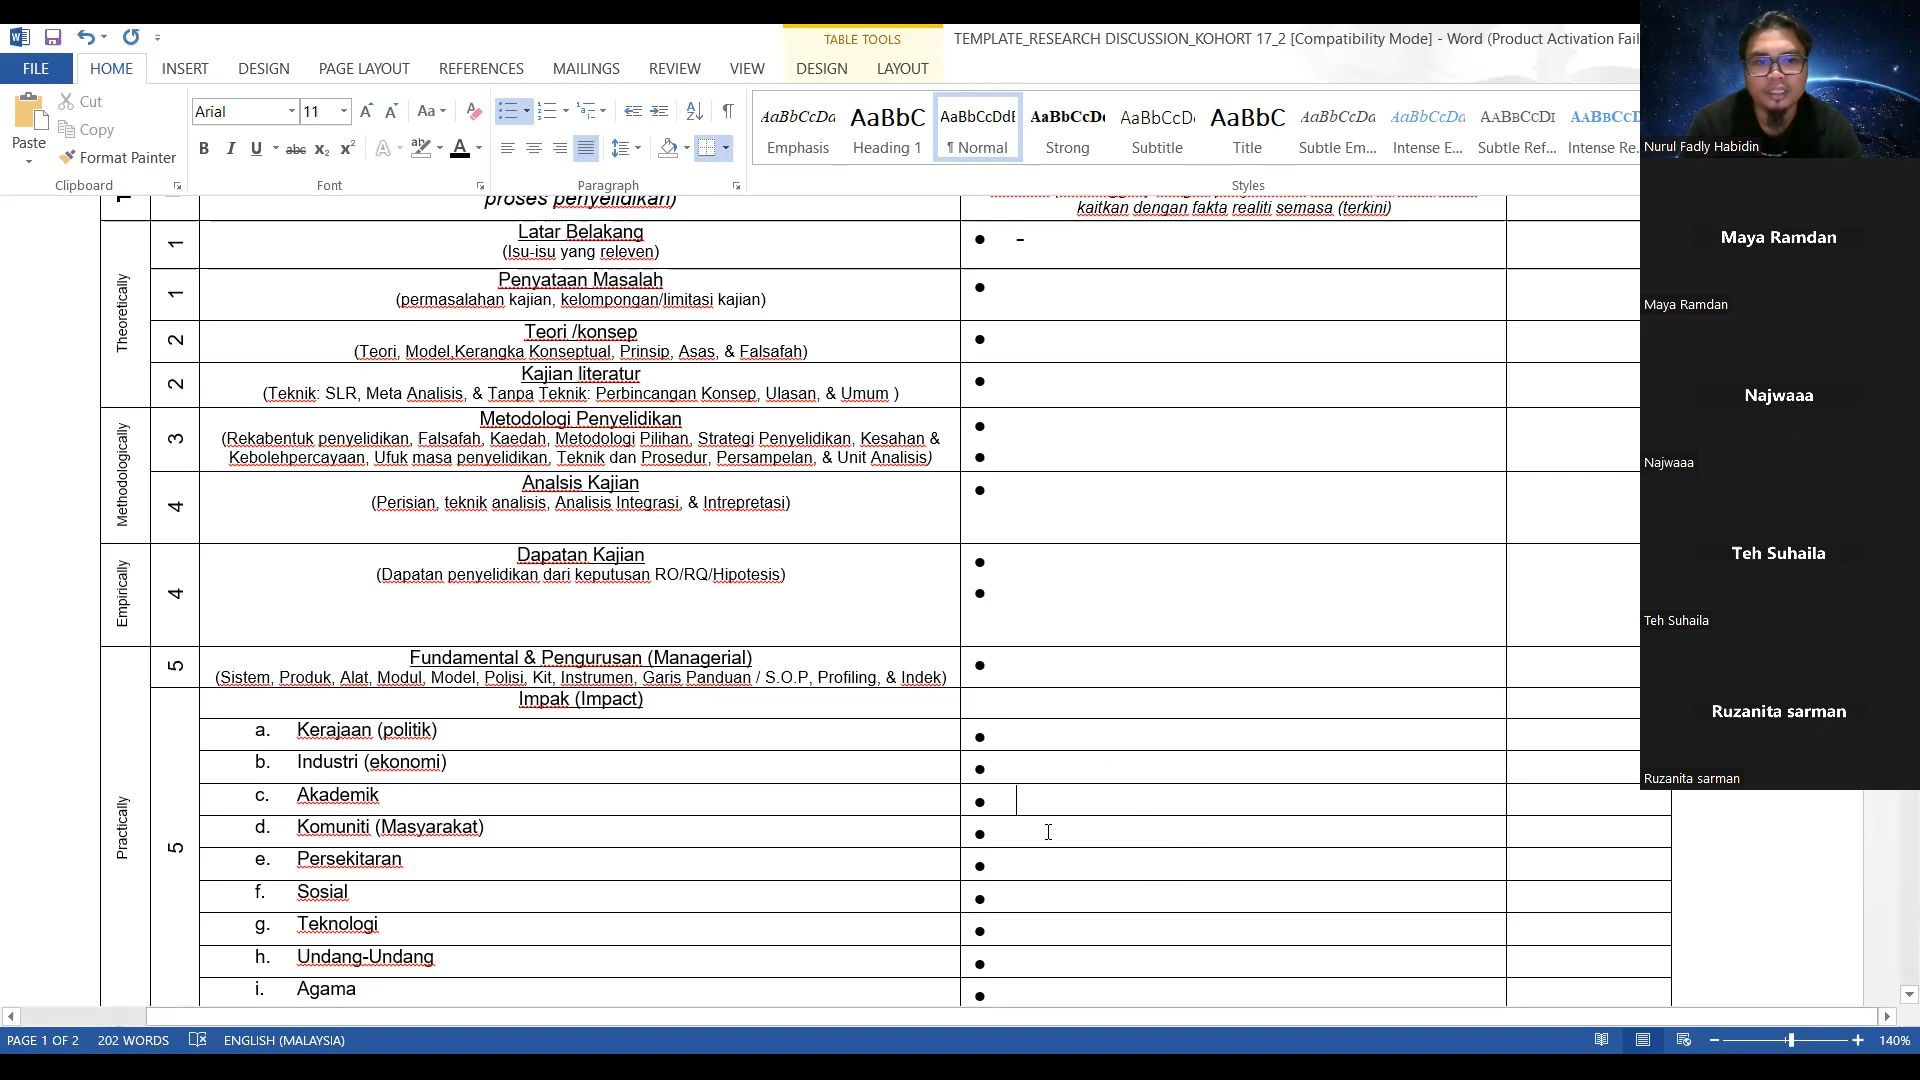 TABLE TOOLS
TEMPLATE_RESEARCH DISCUSSION_KOHORT 17_2 [Compatibility Mode] - Word (Product Activation Fail
FILE HOME INSERT DESIGN PAGE LAYOUT REFERENCES MAILINGS REVIEW VIEW DESIGN LAYOUT
Paste
Cut
Copy
Format Painter
Clipboard
Arial 11
Font
Paragraph
AaBbCcDa AaBbC AaBbCcDdE AaBbCcDc AaBbCcDc AaBbC AaBbCcDa AaBbCcDa AaBbCcDi AaBbCcD
Emphasis Heading 1 ¶ Normal Strong Subtitle Title Subtle Em... Intense E... Subtle Ref... Intense Re...
Styles
proses penyelidikan)
kaitkan dengan fakta realiti semasa (terkini)
Theoretically
1
Latar Belakang
(Isu-isu yang releven)
-
1
Penyataan Masalah
(permasalahan kajian, kelompongan/limitasi kajian)
2
Teori /konsep
(Teori, Model,Kerangka Konseptual, Prinsip, Asas, & Falsafah)
2
Kajian literatur
(Teknik: SLR, Meta Analisis, & Tanpa Teknik: Perbincangan Konsep, Ulasan, & Umum )
Methodologically
3
Metodologi Penyelidikan
(Rekabentuk penyelidikan, Falsafah, Kaedah, Metodologi Pilihan, Strategi Penyelidikan, Kesahan &
Kebolehpercayaan, Ufuk masa penyelidikan, Teknik dan Prosedur, Persampelan, & Unit Analisis)
4
Analsis Kajian
(Perisian, teknik analisis, Analisis Integrasi, & Intrepretasi)
Empirically
4
Dapatan Kajian
(Dapatan penyelidikan dari keputusan RO/RQ/Hipotesis)
Practically
5
Fundamental & Pengurusan (Managerial)
(Sistem, Produk, Alat, Modul, Model, Polisi, Kit, Instrumen, Garis Panduan / S.O.P, Profiling, & Indek)
5
Impak (Impact)
a. Kerajaan (politik)
b. Industri (ekonomi)
c. Akademik
d. Komuniti (Masyarakat)
e. Persekitaran
f. Sosial
g. Teknologi
h. Undang-Undang
i. Agama
Nurul Fadly Habidin
Maya Ramdan
Maya Ramdan
Najwaaa
Najwaaa
Teh Suhaila
Teh Suhaila
Ruzanita sarman
Ruzanita sarman
PAGE 1 OF 2 202 WORDS ENGLISH (MALAYSIA) 140%